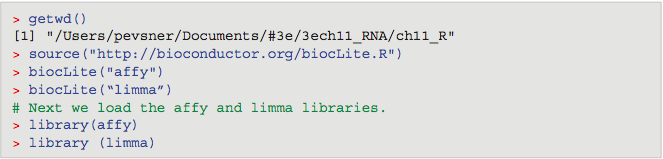 > getwd()
[1] "/Users/pevsner/Documents/#3e/3ech11_RNA/ch11_R"
> source("http://bioconductor.org/biocLite.R")
> biocLite("affy")
> biocLite(“limma”)
# Next we load the affy and limma libraries.
> library(affy)
> library (limma)